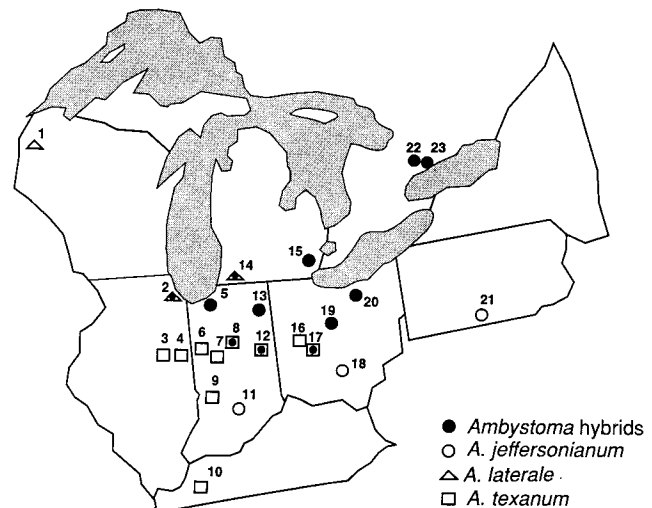 22 23
1
15
14
2
5
13
20
21
19
3 4 6 7 8 12 16 17
18
9
11
10
Ambystoma hybrids
A. jeffersonianum
A. laterale
A. texanum